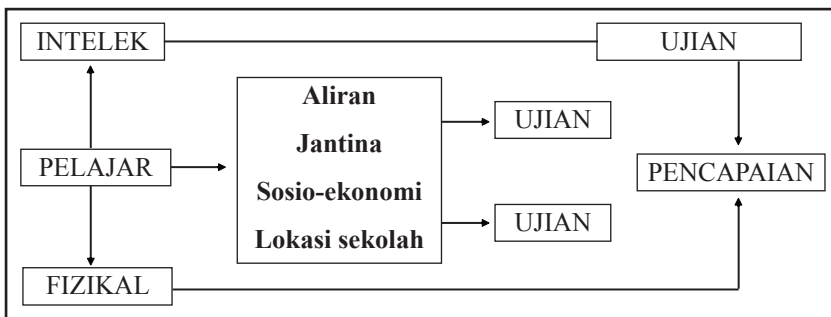 INTELEK
UJIAN
Aliran
Jantina
Sosio-ekonomi
Lokasi sekolah
UJIAN
PELAJAR
PENCAPAIAN
UJIAN
FIZIKAL